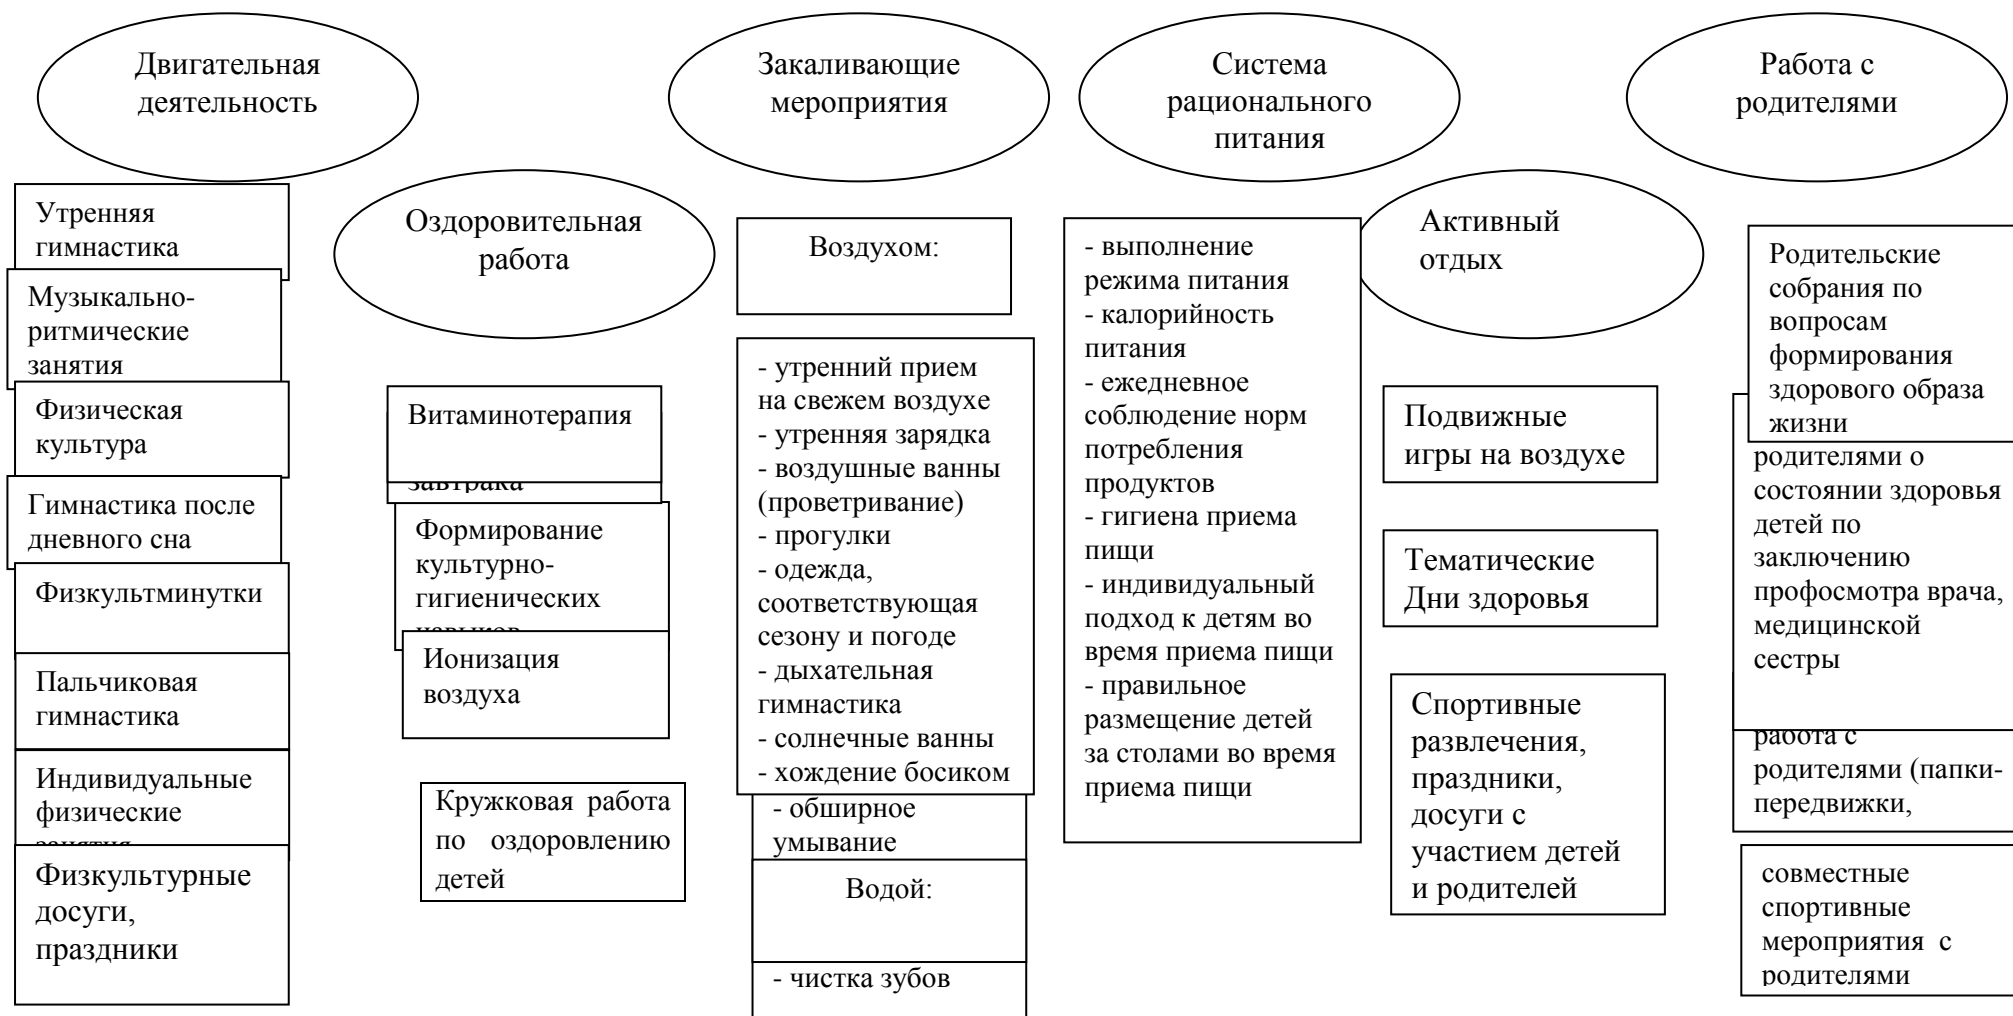 Двигательная
деятельность
Закаливающие
мероприятия
Система
рационального
питания
Работа с
родителями
Утренняя
гимнастика
Музыкально-
ритмические
занятия
Физическая
культура
Гимнастика после
дневного сна
Физкультминутки
Пальчиковая
гимнастика
Индивидуальные
физические
занятия
Физкультурные
досуги,
праздники
Оздоровительная
работа
Витаминотерапия
завтрака
Формирование
культурно-
гигиенических
навыков
Ионизация
воздуха
Кружковая работа
по оздоровлению
детей
Воздухом:
- утренний прием
на свежем воздухе
- утренняя зарядка
- воздушные ванны
(проветривание)
- прогулки
- одежда,
соответствующая
сезону и погоде
- дыхательная
гимнастика
- солнечные ванны
- хождение босиком
- обширное
умывание
Водой:
- чистка зубов
- выполнение
режима питания
- калорийность
питания
- ежедневное
соблюдение норм
потребления
продуктов
- гигиена приема
пищи
- индивидуальный
подход к детям во
время приема пищи
- правильное
размещение детей
за столами во время
приема пищи
Активный
отдых
Подвижные
игры на воздухе
Тематические
Дни здоровья
Спортивные
развлечения,
праздники,
досуги с
участием детей
и родителей
Родительские
собрания по
вопросам
формирования
здорового образа
жизни
родителями о
состоянии здоровья
детей по
заключению
профосмотра врача,
медицинской
сестры
работа с
родителями (папки-
передвижки,
совместные
спортивные
мероприятия с
родителями